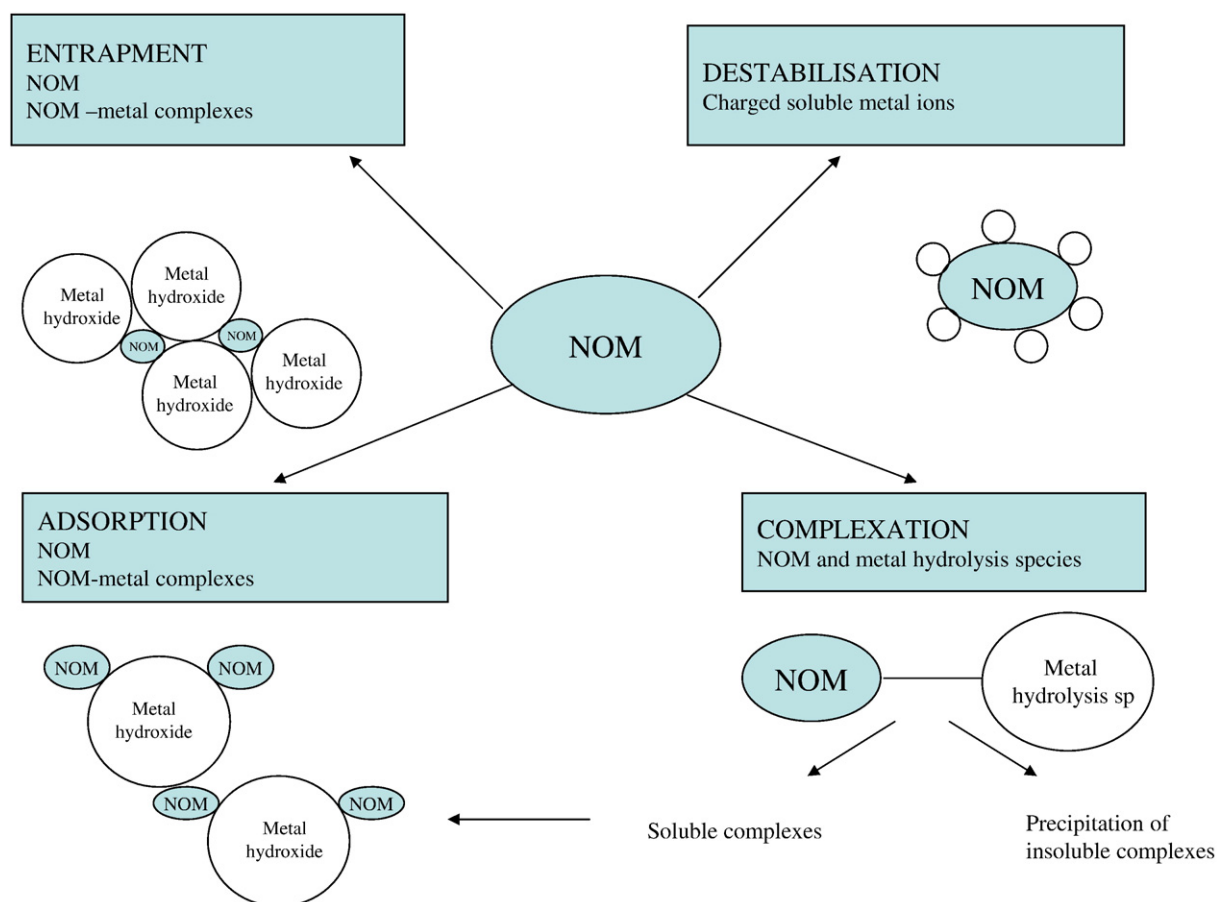 ENTRAPMENT
NOM
NOM –metal complexes
DESTABILISATION
Charged soluble metal ions
Metal
hydroxide
Metal
hydroxide
NOM
NOM
Metal
hydroxide
Metal
hydroxide
NOM
NOM
ADSORPTION
NOM
NOM-metal complexes
COMPLEXATION
NOM and metal hydrolysis species
NOM
NOM
Metal
hydroxide
NOM
NOM
Metal
hydroxide
NOM
Metal
hydrolysis sp
Soluble complexes
Precipitation of
insoluble complexes